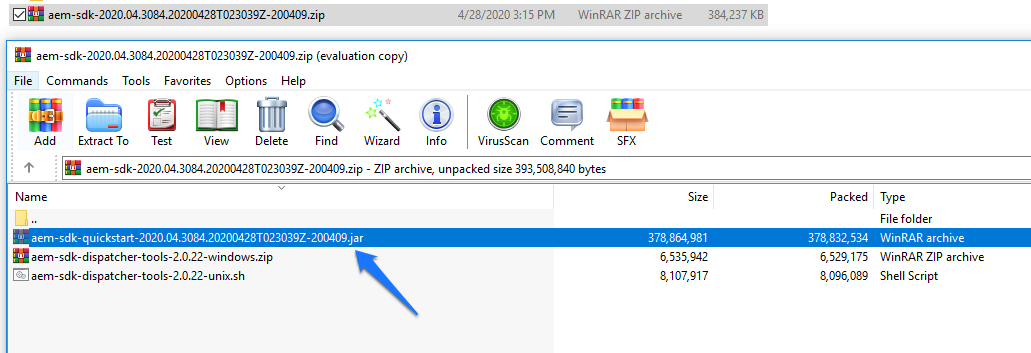 aem-sdk-2020.04.3084.20200428T023039Z-200409.zip 4/28/2020 3:15 PM WinRAR ZIP archive 384,237 KB
aem-sdk-2020.04.3084.20200428T023039Z-200409.zip (evaluation copy)
File Commands Tools Favorites Options Help
Add Extract To Test View Delete Find Wizard Info VirusScan Comment SFX
aem-sdk-2020.04.3084.20200428T023039Z-200409.zip - ZIP archive, unpacked size 393,508,840 bytes
Name Size Packed Type
.. File folder
aem-sdk-quickstart-2020.04.3084.20200428T023039Z-200409.jar 378,864,981 378,832,534 WinRAR archive
aem-sdk-dispatcher-tools-2.0.22-windows.zip 6,535,942 6,529,175 WinRAR ZIP archive
aem-sdk-dispatcher-tools-2.0.22-unix.sh 8,107,917 8,096,089 Shell Script